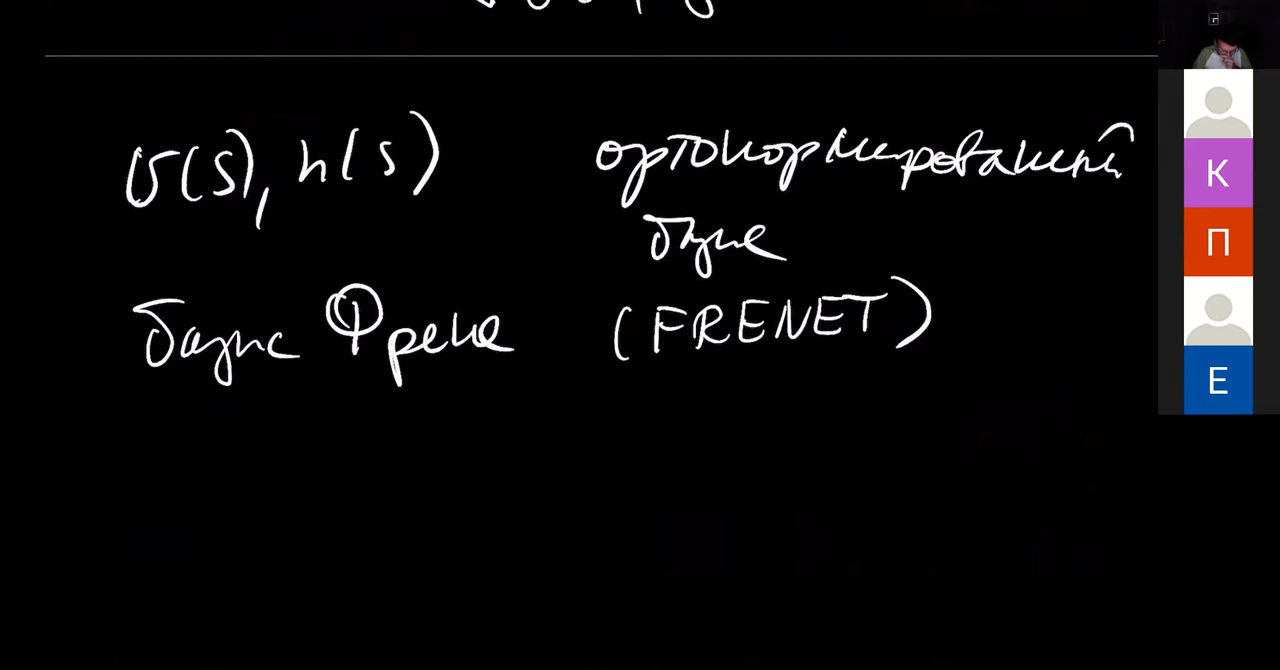 v(s), n(s) ортонормированный
базис
базис Френе (FRENET)
К
П
Е